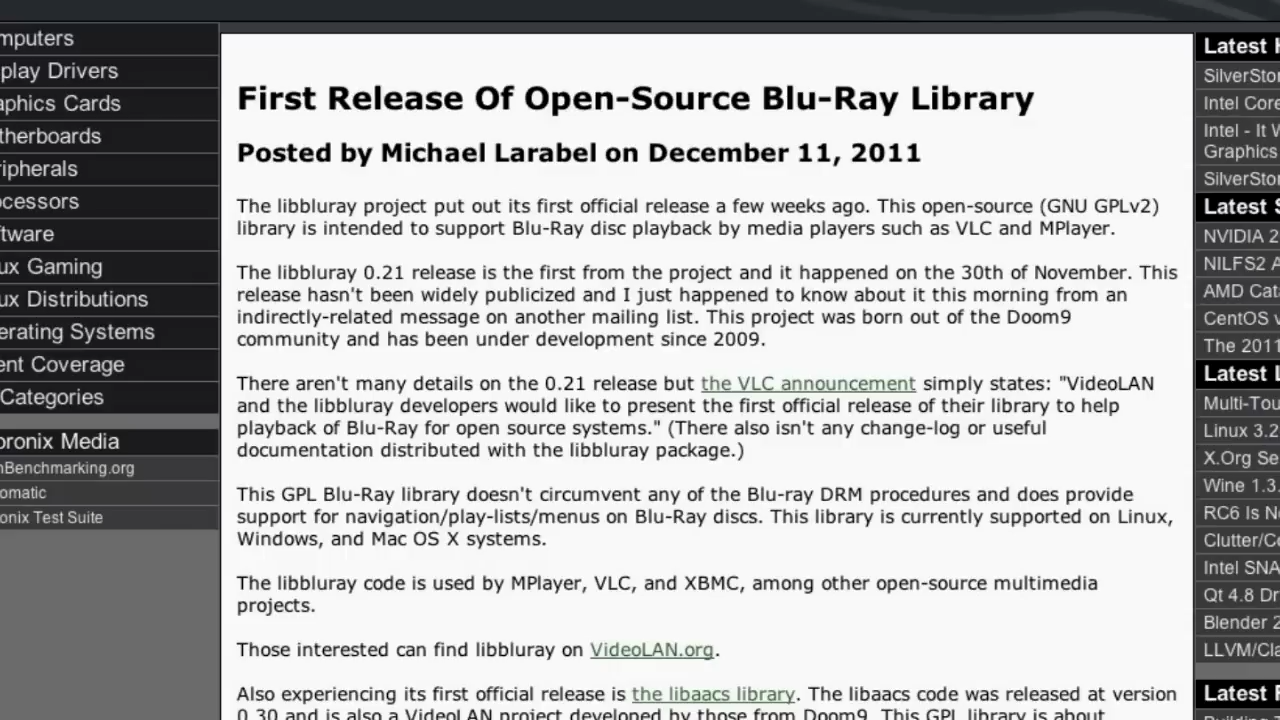 mputers
play Drivers
aphics Cards
therboards
ripherals
ocessors
ftware
ux Gaming
ux Distributions
erating Systems
ent Coverage
Categories
oronix Media
nBenchmarking.org
omatic
onix Test Suite
First Release Of Open-Source Blu-Ray Library
Posted by Michael Larabel on December 11, 2011
The libbluray project put out its first official release a few weeks ago. This open-source (GNU GPLv2)
library is intended to support Blu-Ray disc playback by media players such as VLC and MPlayer.
The libbluray 0.21 release is the first from the project and it happened on the 30th of November. This
release hasn't been widely publicized and I just happened to know about it this morning from an
indirectly-related message on another mailing list. This project was born out of the Doom9
community and has been under development since 2009.
There aren't many details on the 0.21 release but the VLC announcement simply states: "VideoLAN
and the libbluray developers would like to present the first official release of their library to help
playback of Blu-Ray for open source systems." (There also isn't any change-log or useful
documentation distributed with the libbluray package.)
This GPL Blu-Ray library doesn't circumvent any of the Blu-ray DRM procedures and does provide
support for navigation/play-lists/menus on Blu-Ray discs. This library is currently supported on Linux,
Windows, and Mac OS X systems.
The libbluray code is used by MPlayer, VLC, and XBMC, among other open-source multimedia
projects.
Those interested can find libbluray on VideoLAN.org.
Also experiencing its first official release is the libaacs library. The libaacs code was released at version
0.30 and is also a VideoLAN project developed by those from Doom9. This GPL library is about
Latest H
SilverSto
Intel Core
Intel - It W
Graphics
SilverSto
Latest S
NVIDIA 2
NILFS2 A
AMD Cat
CentOS v
The 2011
Latest L
Multi-Tou
Linux 3.2
X.Org Se
Wine 1.3.
RC6 Is N
Clutter/Co
Intel SNA
Qt 4.8 Dr
Blender 2
LLVM/Cla
Latest F